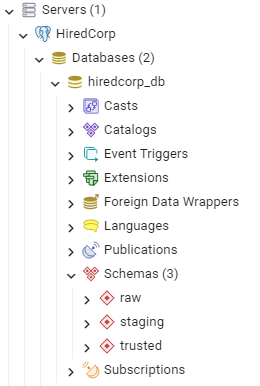 Servers (1)
HiredCorp
Databases (2)
hiredcorp_db
Casts
Catalogs
Event Triggers
Extensions
Foreign Data Wrappers
Languages
Publications
Schemas (3)
raw
staging
trusted
Subscriptions